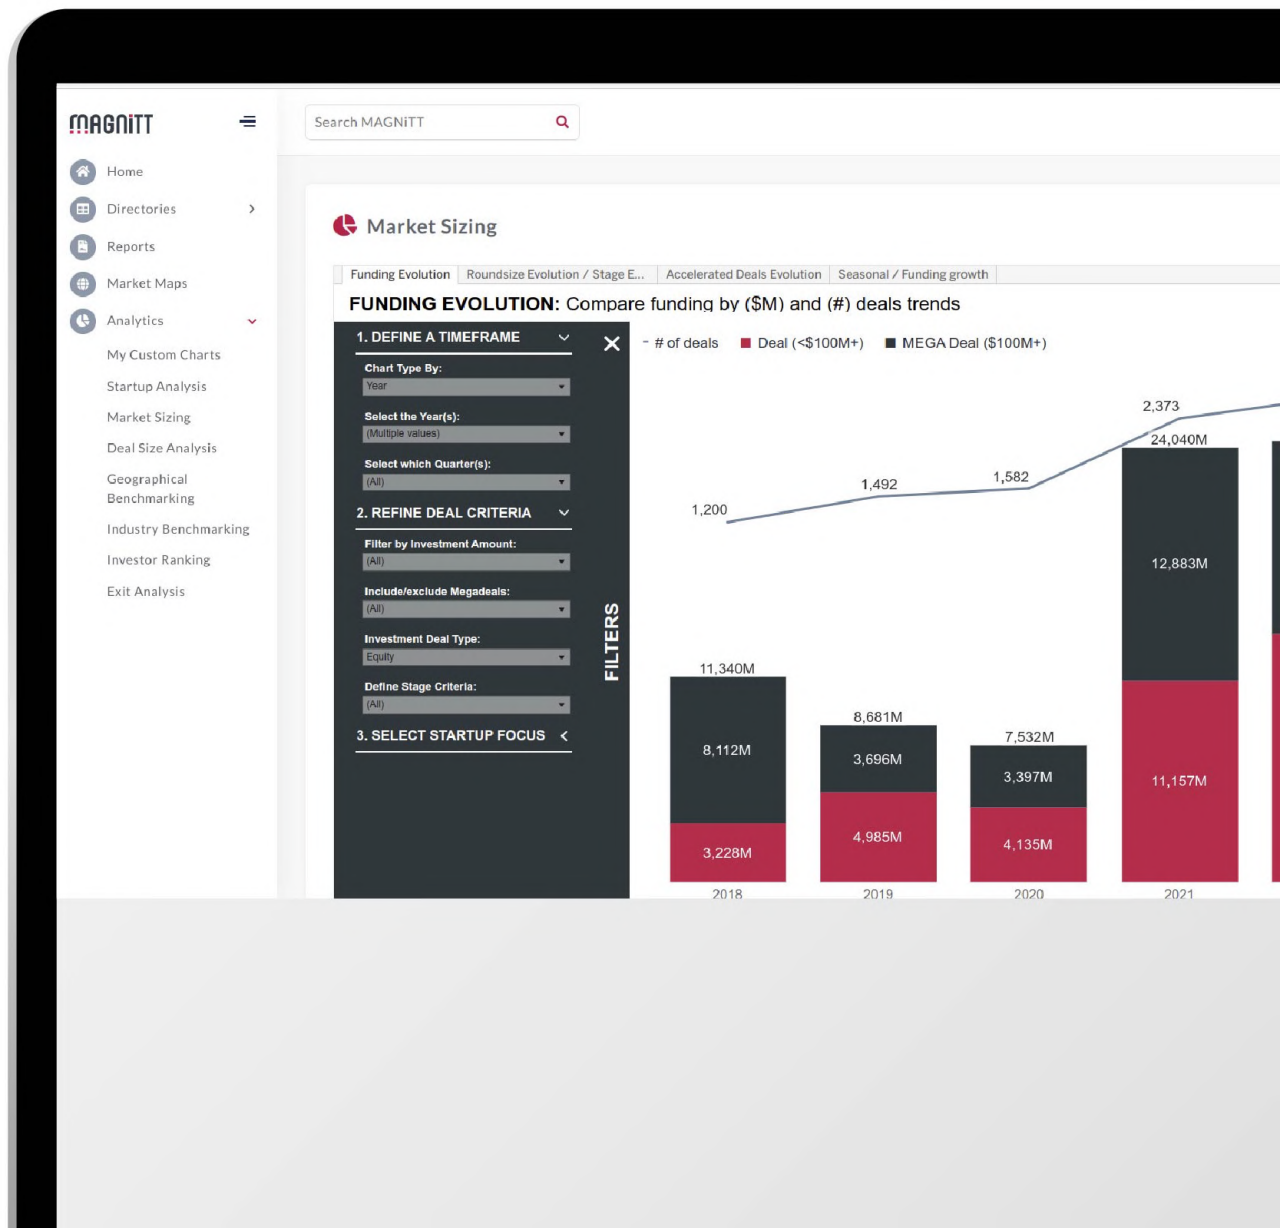 MAGNiTT
Search MAGNiTT
Home
Directories
Reports
Market Maps
Analytics
My Custom Charts
Startup Analysis
Market Sizing
Deal Size Analysis
Geographical
Benchmarking
Industry Benchmarking
Investor Ranking
Exit Analysis
Market Sizing
Funding Evolution
Roundsize Evolution / Stage E...
Accelerated Deals Evolution
Seasonal / Funding growth
FUNDING EVOLUTION: Compare funding by ($M) and (#) deals trends
1. DEFINE A TIMEFRAME
Chart Type By:
Year
Select the Year(s):
(Multiple values)
Select which Quarter(s):
(All)
2. REFINE DEAL CRITERIA
Filter by Investment Amount:
(All)
Include/exclude Megadeals:
(All)
Investment Deal Type:
Equity
Define Stage Criteria:
(All)
3. SELECT STARTUP FOCUS
FILTERS
# of deals
Deal (<$100M+)
MEGA Deal ($100M+)
1,200
1,492
1,582
2,373
11,340M
8,112M
3,228M
2018
8,681M
3,696M
4,985M
2019
7,532M
3,397M
4,135M
2020
24,040M
12,883M
11,157M
2021